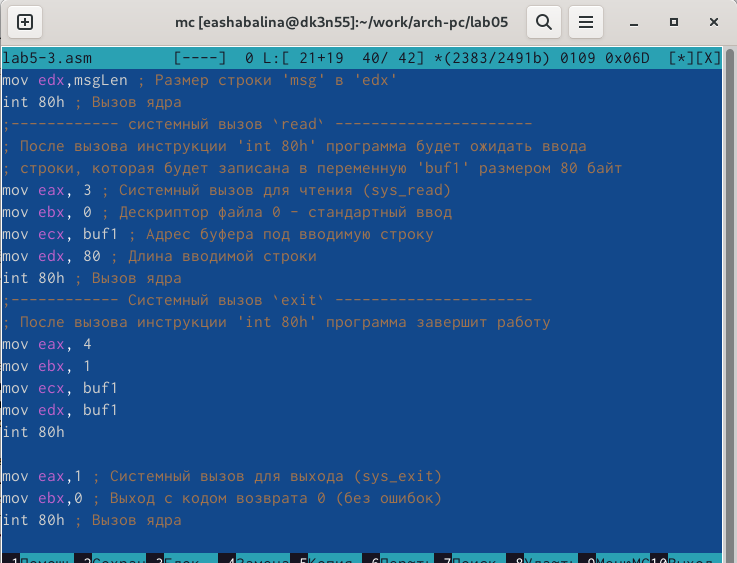 mc [eashabalina@dk3n55]:~/work/arch-pc/lab05
lab5-3.asm [----] 0 L:[ 21+19 40/ 42] *(2383/2491b) 0109 0x06D [*][X]
mov edx,msgLen ; Размер строки 'msg' в 'edx'
int 80h ; Вызов ядра
;------------ системный вызов `read` ----------------------
; После вызова инструкции 'int 80h' программа будет ожидать ввода
; строки, которая будет записана в переменную 'buf1' размером 80 байт
mov eax, 3 ; Системный вызов для чтения (sys_read)
mov ebx, 0 ; Дескриптор файла 0 - стандартный ввод
mov ecx, buf1 ; Адрес буфера под вводимую строку
mov edx, 80 ; Длина вводимой строки
int 80h ; Вызов ядра
;------------ Системный вызов `exit` ----------------------
; После вызова инструкции 'int 80h' программа завершит работу
mov eax, 4
mov ebx, 1
mov ecx, buf1
mov edx, buf1
int 80h
mov eax,1 ; Системный вызов для выхода (sys_exit)
mov ebx,0 ; Выход с кодом возврата 0 (без ошибок)
int 80h ; Вызов ядра